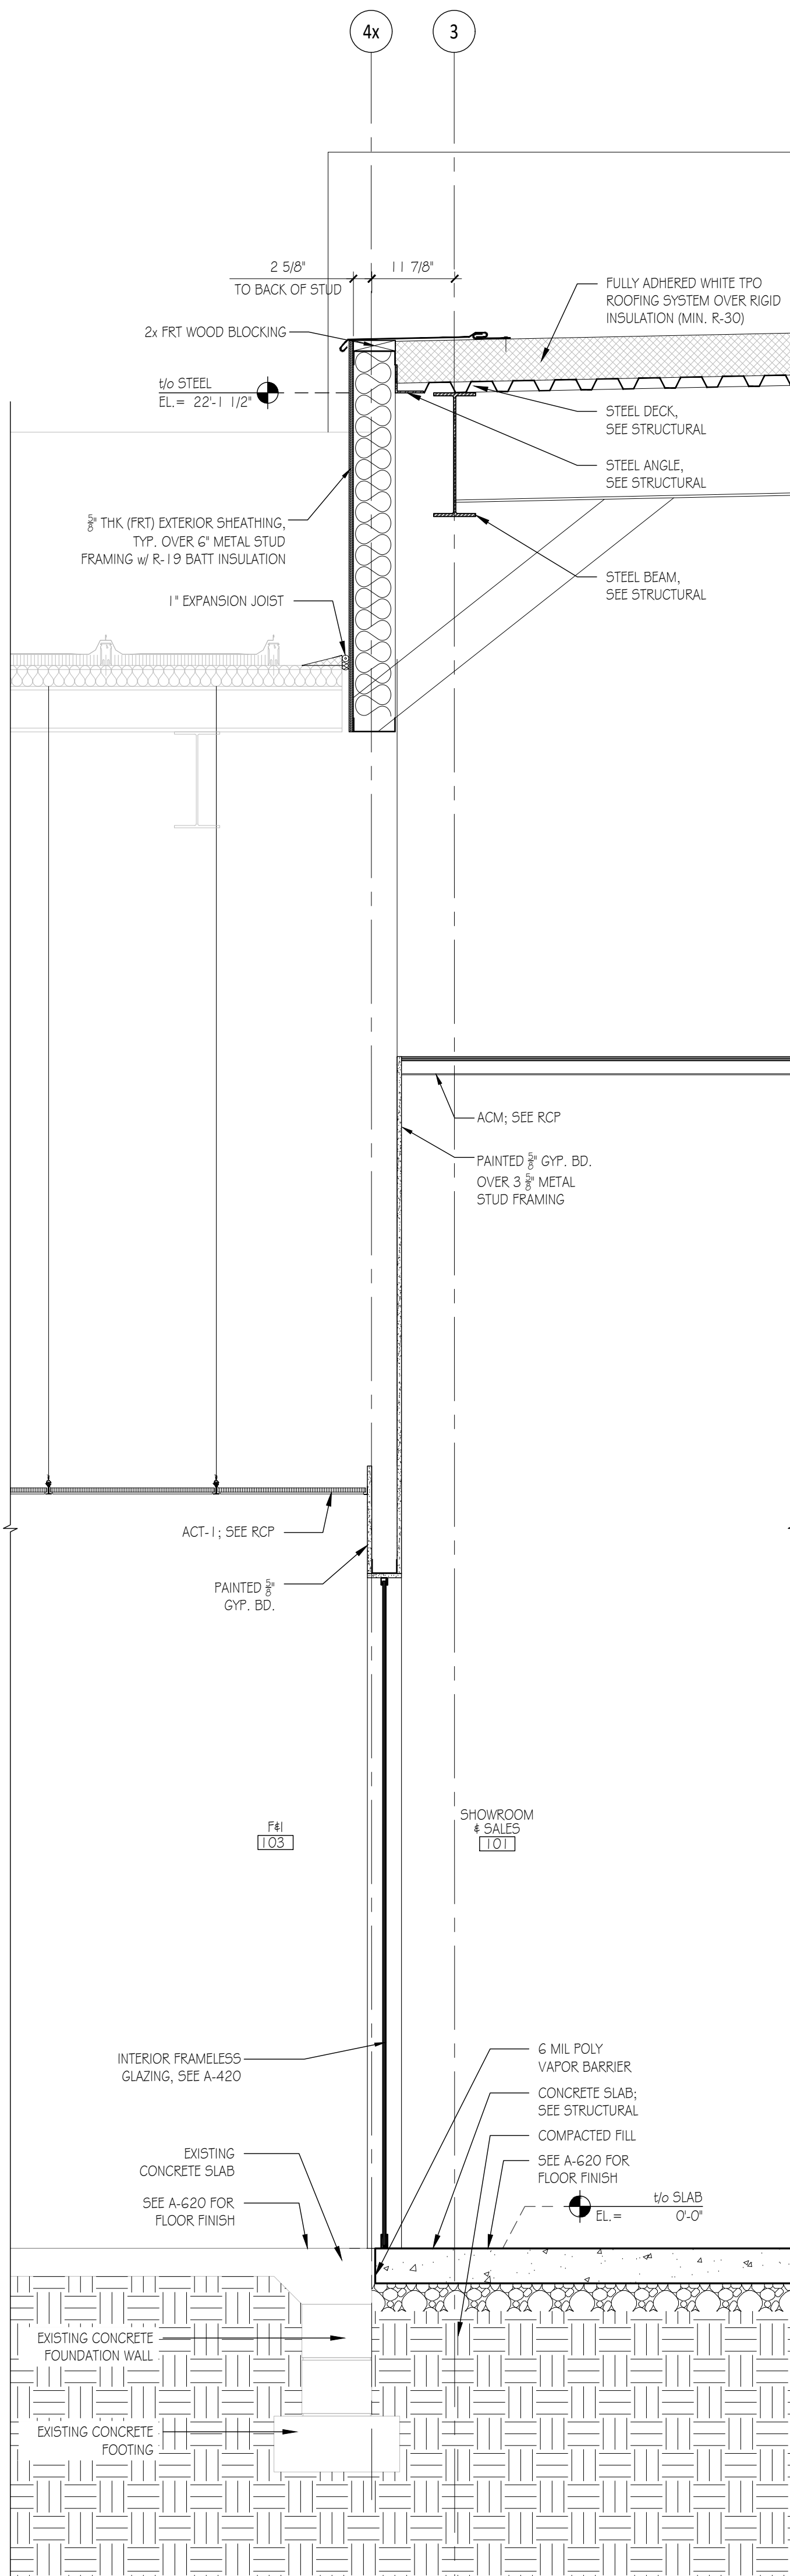 4x
3
2 5/8"
11 7/8"
TO BACK OF STUD
FULLY ADHERED WHITE TPO
ROOFING SYSTEM OVER RIGID
INSULATION (MIN. R-30)
2x FRT WOOD BLOCKING
t/o STEEL
EL.= 22'-1 1/2"
STEEL DECK,
SEE STRUCTURAL
STEEL ANGLE,
SEE STRUCTURAL
5/8" THK (FRT) EXTERIOR SHEATHING,
TYP. OVER 6" METAL STUD
FRAMING w/ R-19 BATT INSULATION
STEEL BEAM,
SEE STRUCTURAL
1" EXPANSION JOIST
ACM; SEE RCP
PAINTED 5/8" GYP. BD.
OVER 3 5/8" METAL
STUD FRAMING
ACT-1; SEE RCP
PAINTED 5/8"
GYP. BD.
F&I
103
SHOWROOM
& SALES
101
INTERIOR FRAMELESS
GLAZING, SEE A-420
6 MIL POLY
VAPOR BARRIER
CONCRETE SLAB;
SEE STRUCTURAL
COMPACTED FILL
SEE A-620 FOR
FLOOR FINISH
EXISTING
CONCRETE SLAB
SEE A-620 FOR
FLOOR FINISH
t/o SLAB
EL.= 0'-0"
EXISTING CONCRETE
FOUNDATION WALL
EXISTING CONCRETE
FOOTING